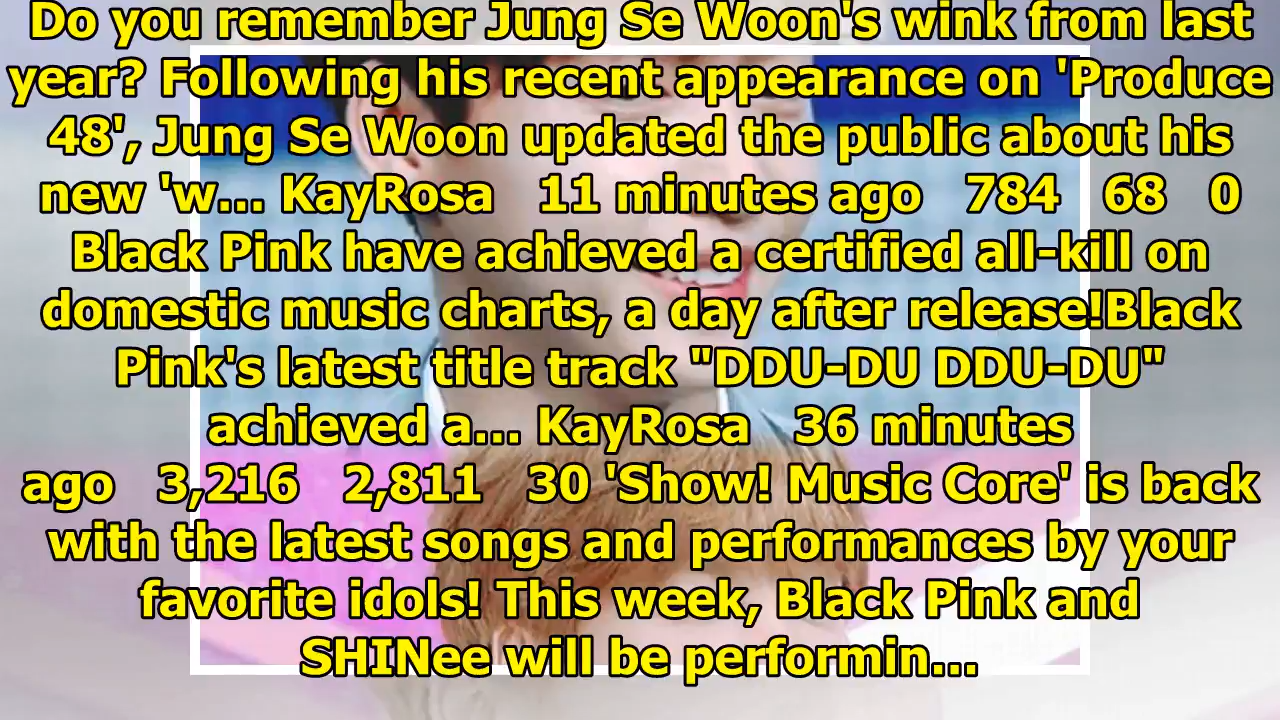 Do you remember Jung Se Woon's wink from last
year? Following his recent appearance on 'Produce
48', Jung Se Woon updated the public about his
new 'w... KayRosa 11 minutes ago 784 68 0
Black Pink have achieved a certified all-kill on
domestic music charts, a day after release!Black
Pink's latest title track "DDU-DU DDU-DU"
achieved a... KayRosa 36 minutes
ago 3,216 2,811 30 'Show! Music Core' is back
with the latest songs and performances by your
favorite idols! This week, Black Pink and
SHINee will be performin...